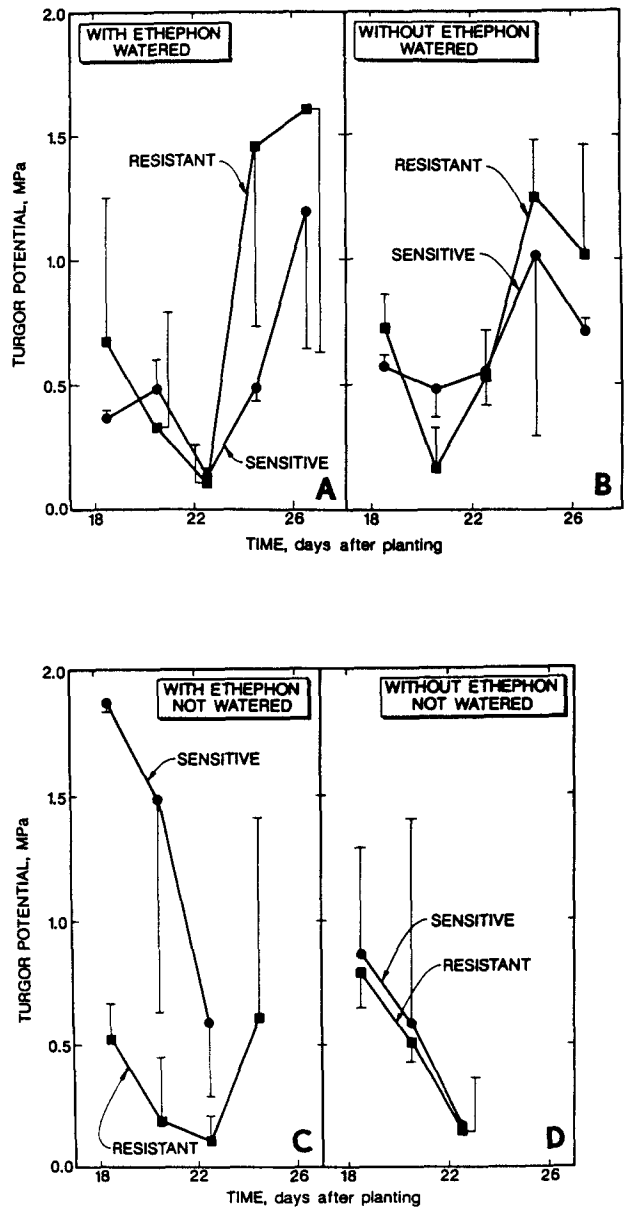 WITH ETHEPHON
WATERED
WITHOUT ETHEPHON
WATERED
2.0
1.5
1.0
0.5
0.0
TURGOR POTENTIAL, MPa
RESISTANT
SENSITIVE
A
RESISTANT
SENSITIVE
B
18 22 26 18 22 26
TIME, days after planting
WITH ETHEPHON
NOT WATERED
WITHOUT ETHEPHON
NOT WATERED
2.0
1.5
1.0
0.5
0.0
TURGOR POTENTIAL, MPa
SENSITIVE
RESISTANT
C
SENSITIVE
RESISTANT
D
18 22 26 18 22 26
TIME, days after planting